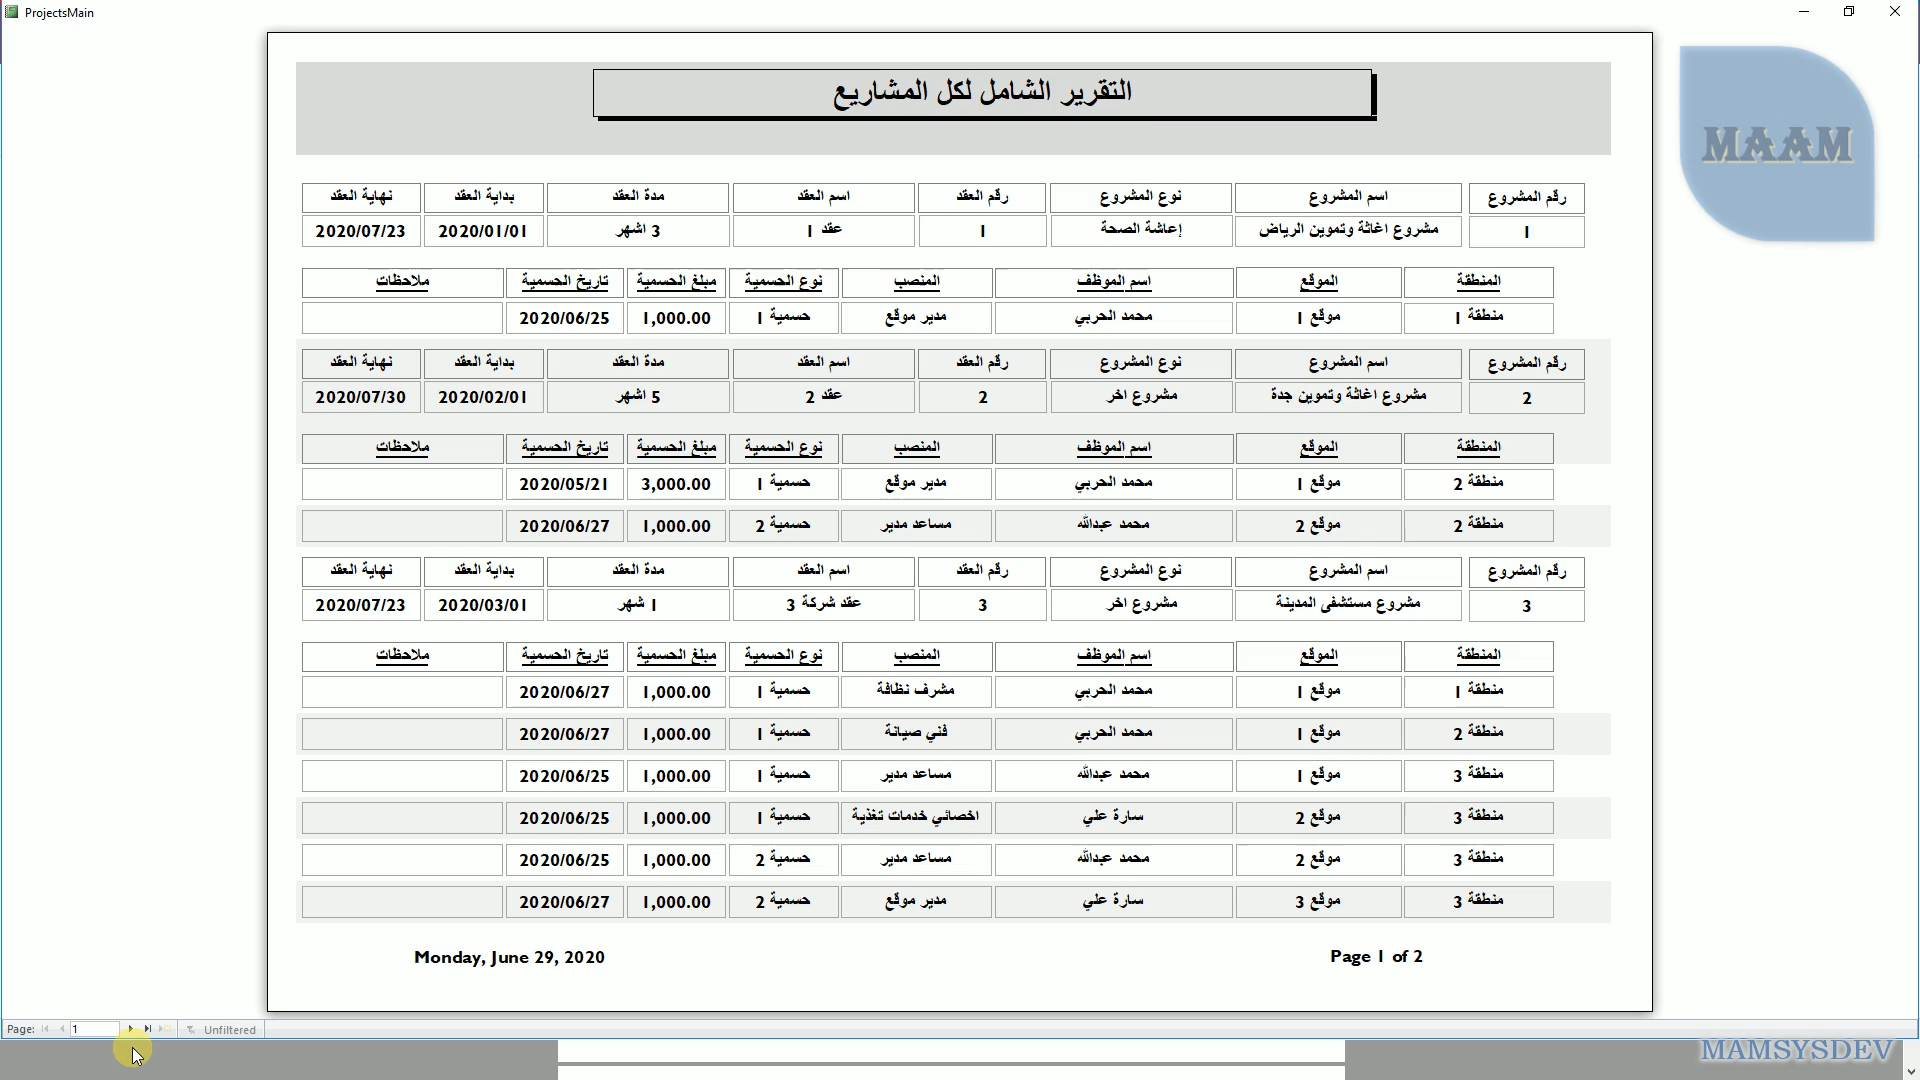 ProjectsMain
MAAM
التقرير الشامل لكل المشاريع
رقم المشروع اسم المشروع نوع المشروع رقم العقد اسم العقد مدة العقد بداية العقد نهاية العقد
1 مشروع اغاثة وتموين الرياض إعاشة الصحة 1 عقد 1 3 اشهر 2020/01/01 2020/07/23
المنطقة الموقع اسم الموظف المنصب نوع الحسمية مبلغ الحسمية تاريخ الحسمية ملاحظات
منطقة 1 موقع 1 محمد الحربي مدير موقع حسمية 1 1,000.00 2020/06/25
رقم المشروع اسم المشروع نوع المشروع رقم العقد اسم العقد مدة العقد بداية العقد نهاية العقد
2 مشروع اغاثة وتموين جدة مشروع اخر 2 عقد 2 5 اشهر 2020/02/01 2020/07/30
المنطقة الموقع اسم الموظف المنصب نوع الحسمية مبلغ الحسمية تاريخ الحسمية ملاحظات
منطقة 2 موقع 1 محمد الحربي مدير موقع حسمية 1 3,000.00 2020/05/21
منطقة 2 موقع 2 محمد عبدالله مساعد مدير حسمية 2 1,000.00 2020/06/27
رقم المشروع اسم المشروع نوع المشروع رقم العقد اسم العقد مدة العقد بداية العقد نهاية العقد
3 مشروع مستشفى المدينة مشروع اخر 3 عقد شركة 3 1 شهر 2020/03/01 2020/07/23
المنطقة الموقع اسم الموظف المنصب نوع الحسمية مبلغ الحسمية تاريخ الحسمية ملاحظات
منطقة 1 موقع 1 محمد الحربي مشرف نظافة حسمية 1 1,000.00 2020/06/27
منطقة 2 موقع 1 محمد الحربي فني صيانة حسمية 1 1,000.00 2020/06/27
منطقة 3 موقع 1 محمد عبدالله مساعد مدير حسمية 1 1,000.00 2020/06/25
منطقة 3 موقع 2 سارة علي اخصائي خدمات تغذية حسمية 1 1,000.00 2020/06/25
منطقة 3 موقع 2 محمد عبدالله مساعد مدير حسمية 2 1,000.00 2020/06/25
منطقة 3 موقع 3 سارة علي مدير موقع حسمية 2 1,000.00 2020/06/27
Monday, June 29, 2020 Page 1 of 2
Page: 1 Unfiltered
MAMSYSDEV